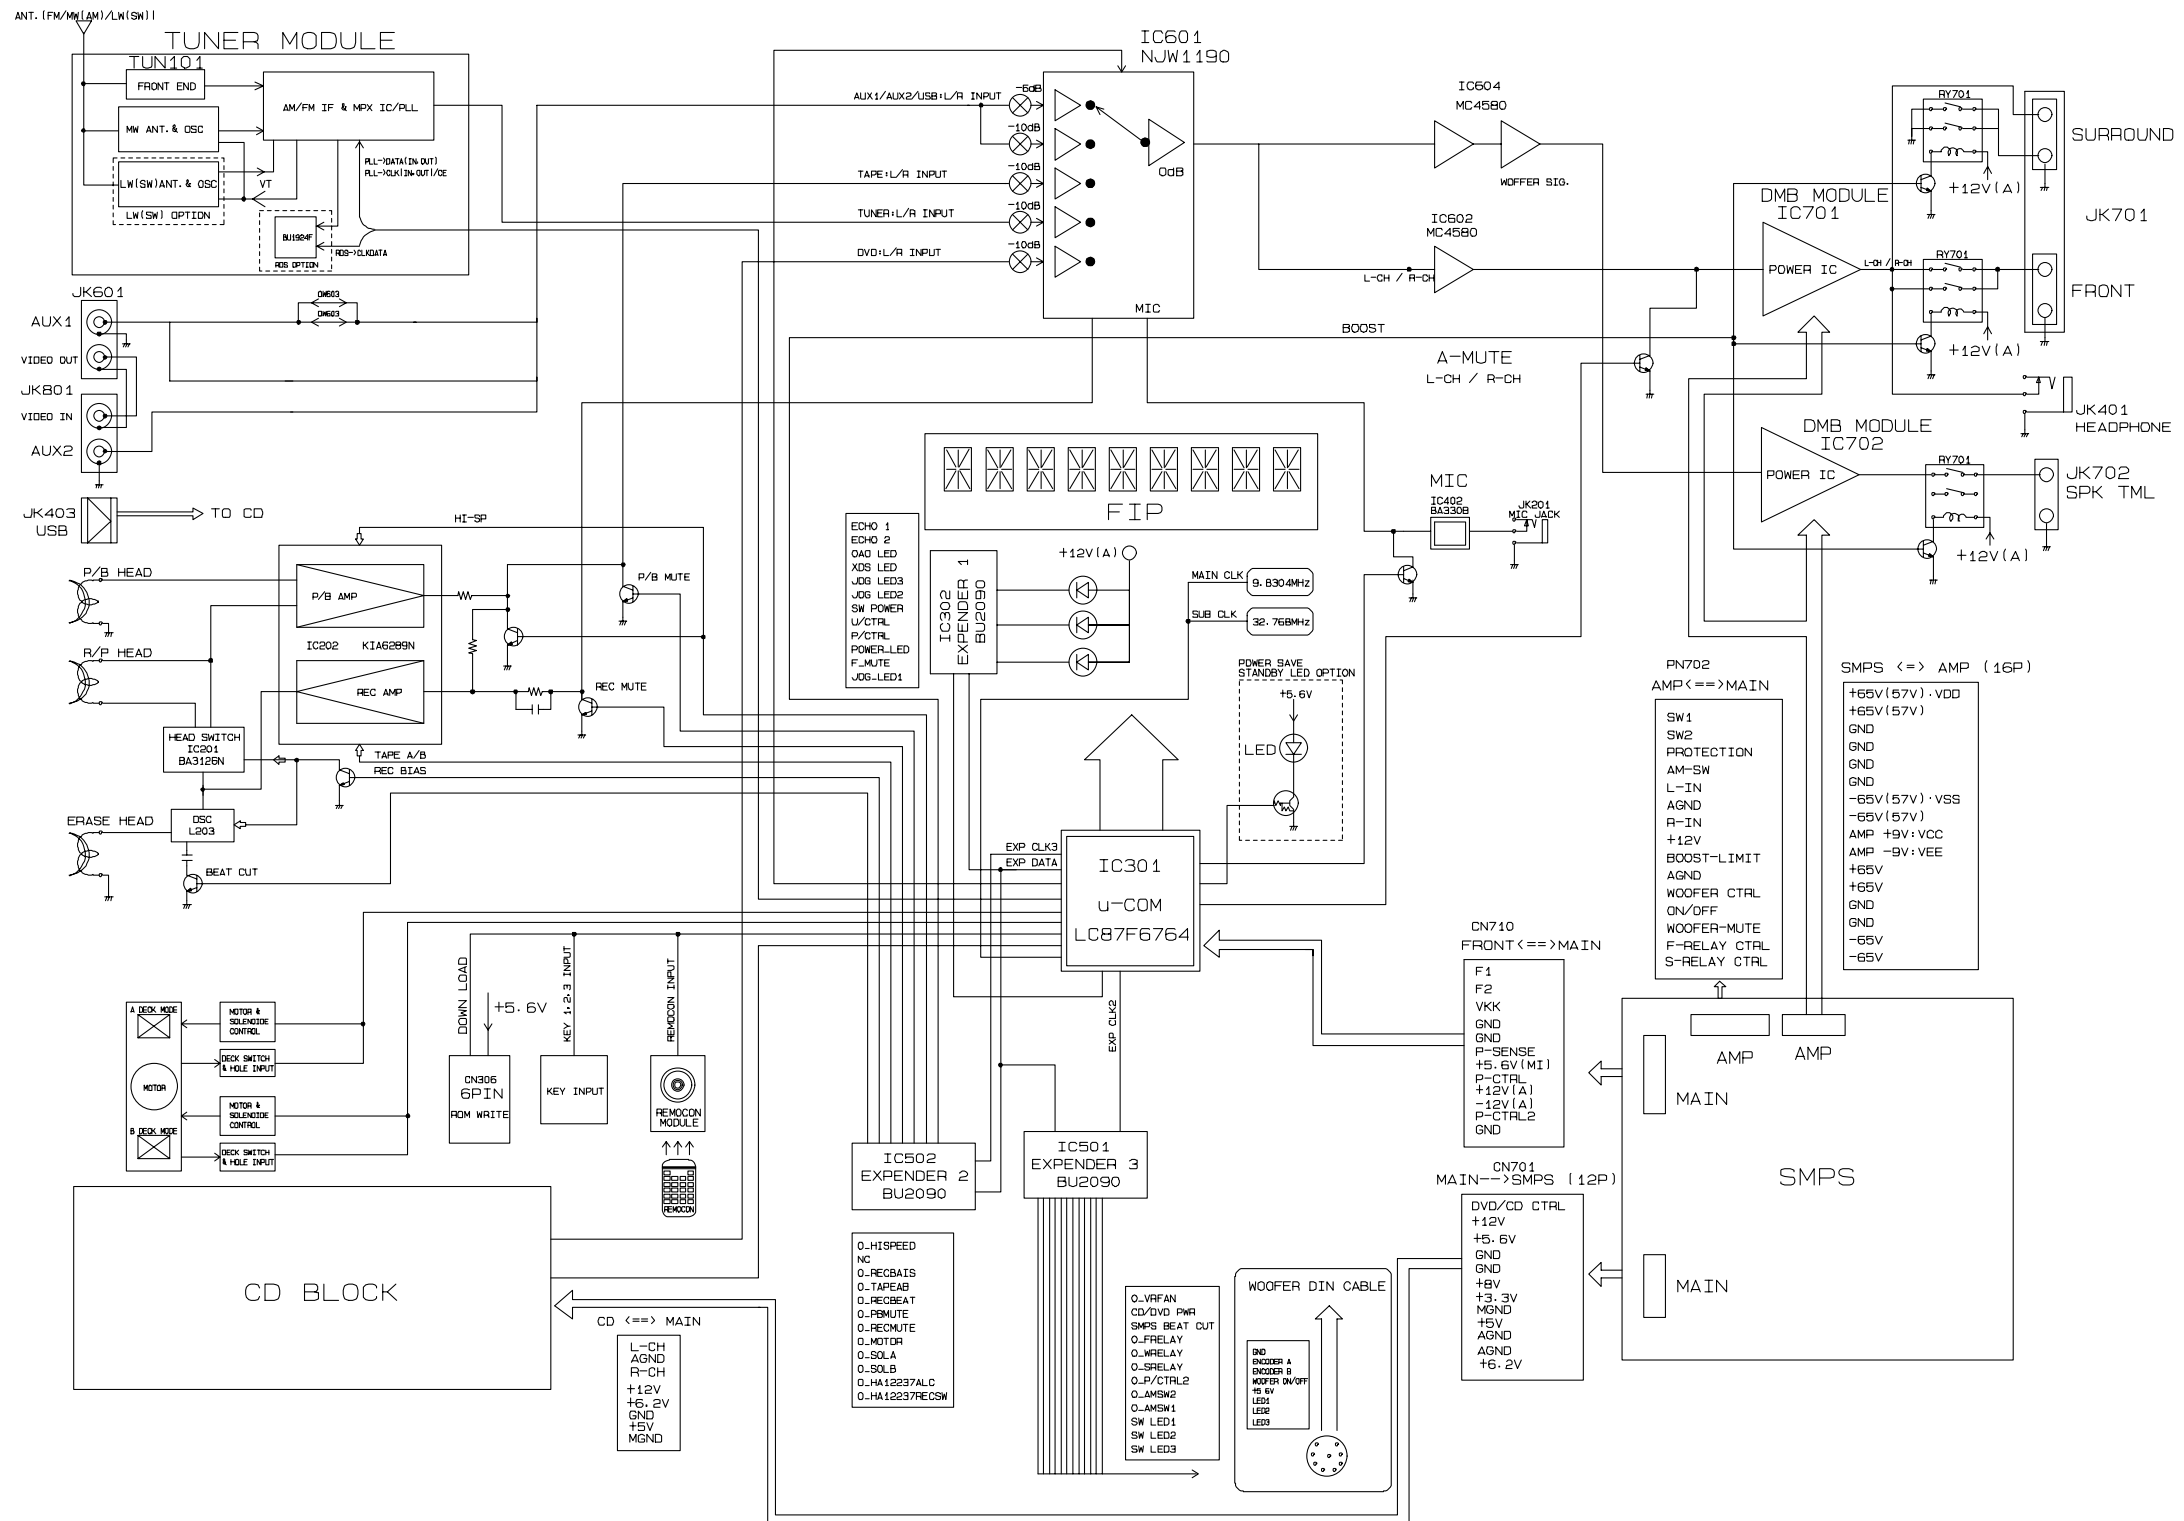 ANT.(FM/MW(AM)/LW(SW))
TUNER MODULE
TUN101
FRONT END
AM/FM IF & MPX IC/PLL
MW ANT.& OSC
LW(SW)ANT.& OSC
LW(SW) OPTION
VT
PLL->DATA(IN,OUT)
PLL->CLK(IN,OUT)/CE
BU1924F
RDS OPTION
RDS->CLKDATA
JK601
AUX1
VIDEO OUT
JK801
VIDEO IN
AUX2
JK403
USB
TO CD
OW603
OW603
IC601
NJW1190
AUX1/AUX2/USB:L/R INPUT
TAPE:L/R INPUT
TUNER:L/R INPUT
DVD:L/R INPUT
-6dB
-10dB
-10dB
-10dB
-10dB
0dB
MIC
IC604
MC4580
WOFFER SIG.
IC602
MC4580
L-CH / R-CH
BOOST
A-MUTE
L-CH / R-CH
DMB MODULE
IC701
POWER IC
L-CH / R-CH
RY701
+12V(A)
RY701
+12V(A)
SURROUND
JK701
FRONT
JK401
HEADPHONE
DMB MODULE
IC702
POWER IC
RY701
+12V(A)
JK702
SPK TML
FIP
MIC
IC402
BA3308
JK201
MIC JACK
HI-SP
P/B HEAD
R/P HEAD
ERASE HEAD
P/B AMP
IC202 KIA6289N
REC AMP
P/B MUTE
REC MUTE
HEAD SWITCH
IC201
BA3126N
OSC
L203
TAPE A/B
REC BIAS
BEAT CUT
ECHO 1
ECHO 2
OAO LED
XDS LED
JOG LED3
JOG LED2
SW POWER
U/CTRL
P/CTRL
POWER_LED
F_MUTE
JOG_LED1
IC302
EXPENDER 1
BU2090
+12V(A)
MAIN CLK
9.8304MHz
SUB CLK
32.768MHz
POWER SAVE
STANDBY LED OPTION
+5.6V
LED
EXP CLK3
EXP DATA
IC301
u-COM
LC87F6764
EXP CLK2
PN702
AMP<==>MAIN
SW1
SW2
PROTECTION
AM-SW
L-IN
AGND
R-IN
+12V
BOOST-LIMIT
AGND
WOOFER CTRL
ON/OFF
WOOFER-MUTE
F-RELAY CTRL
S-RELAY CTRL
SMPS <=> AMP (16P)
+65V(57V)·VDD
+65V(57V)
GND
GND
GND
GND
-65V(57V)·VSS
-65V(57V)
AMP +9V:VCC
AMP -9V:VEE
+65V
+65V
GND
GND
-65V
-65V
CN710
FRONT<==>MAIN
F1
F2
VKK
GND
GND
P-SENSE
+5.6V(MI)
P-CTRL
+12V(A)
-12V(A)
P-CTRL2
GND
AMP
AMP
MAIN
SMPS
MAIN
CN701
MAIN-->SMPS (12P)
DVD/CD CTRL
+12V
+5.6V
GND
GND
+8V
+3.3V
MGND
+5V
AGND
AGND
+6.2V
A DECK MODE
MOTOR
B DECK MODE
MOTOR &
SOLENOIDE
CONTROL
DECK SWITCH
& HOLE INPUT
MOTOR &
SOLENOIDE
CONTROL
DECK SWITCH
& HOLE INPUT
DOWN LOAD
+5.6V
KEY 1,2,3 INPUT
REMOCON INPUT
CN306
6PIN
ROM WRITE
KEY INPUT
REMOCON
MODULE
REMOCON
IC502
EXPENDER 2
BU2090
IC501
EXPENDER 3
BU2090
O_HISPEED
NC
O_RECBAIS
O_TAPEAB
O_RECBEAT
O_PBMUTE
O_RECMUTE
O_MOTOR
O_SOLA
O_SOLB
O_HA12237ALC
O_HA12237RECSW
CD BLOCK
CD <==> MAIN
L-CH
AGND
R-CH
+12V
+6.2V
GND
+5V
MGND
O_VRFAN
CD/DVD PWR
SMPS BEAT CUT
O_FRELAY
O_WRELAY
O_SRELAY
O_P/CTRL2
O_AMSW2
O_AMSW1
SW LED1
SW LED2
SW LED3
WOOFER DIN CABLE
GND
ENCODER A
ENCODER B
WOOFER ON/OFF
+5 6V
LED1
LED2
LED3